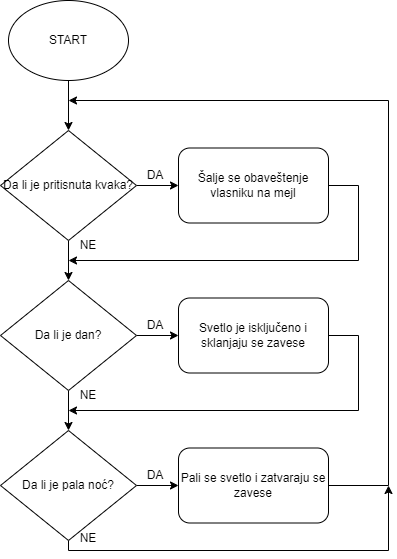 START
Da li je pritisnuta kvaka?
DA
Šalje se obaveštenje
vlasniku na mejl
NE
Da li je dan?
DA
Svetlo je isključeno i
sklanjaju se zavese
NE
Da li je pala noć?
DA
Pali se svetlo i zatvaraju se
zavese
NE